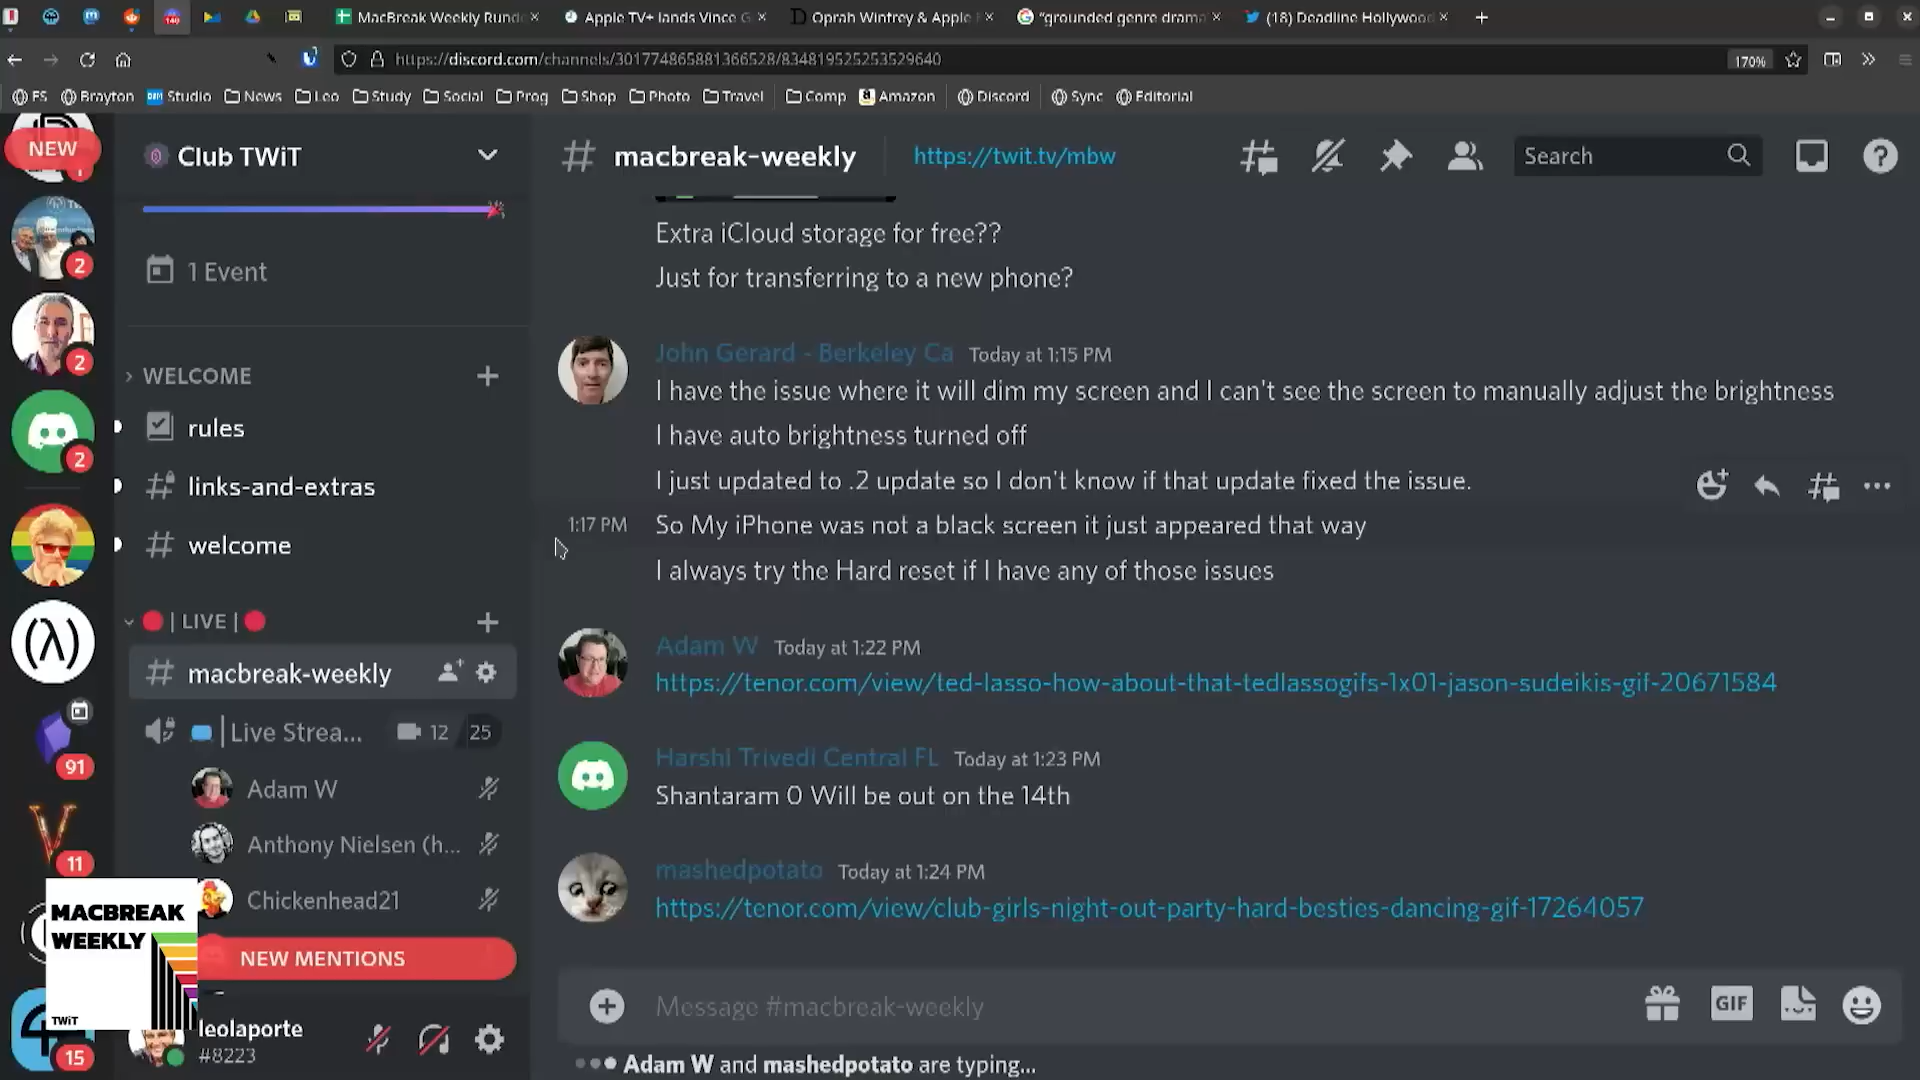 MacBreak Weekly Rund
Apple TV+ lands Vince G
Oprah Winfrey & Apple
"grounded genre drama
(18) Deadline Hollywood
https://discord.com/channels/301774865881366528/834819525253529640
170%
FS
Brayton
Studio
News
Leo
Study
Social
Prog
Shop
Photo
Travel
Comp
Amazon
Discord
Sync
Editorial
NEW
Club TWiT
macbreak-weekly
https://twit.tv/mbw
Search
1 Event
WELCOME
rules
links-and-extras
welcome
| LIVE |
macbreak-weekly
| Live Strea...
12
25
Adam W
Anthony Nielsen (h...
Chickenhead21
NEW MENTIONS
leolaporte
#8223
2
2
2
91
11
15
MACBREAK
WEEKLY
TWiT
Extra iCloud storage for free??
Just for transferring to a new phone?
John Gerard - Berkeley Ca Today at 1:15 PM
I have the issue where it will dim my screen and I can't see the screen to manually adjust the brightness
I have auto brightness turned off
I just updated to .2 update so I don't know if that update fixed the issue.
1:17 PM So My iPhone was not a black screen it just appeared that way
I always try the Hard reset if I have any of those issues
Adam W Today at 1:22 PM
https://tenor.com/view/ted-lasso-how-about-that-tedlassogifs-1x01-jason-sudeikis-gif-20671584
Harshi Trivedi Central FL Today at 1:23 PM
Shantaram 0 Will be out on the 14th
mashedpotato Today at 1:24 PM
https://tenor.com/view/club-girls-night-out-party-hard-besties-dancing-gif-17264057
Message #macbreak-weekly
GIF
Adam W and mashedpotato are typing...